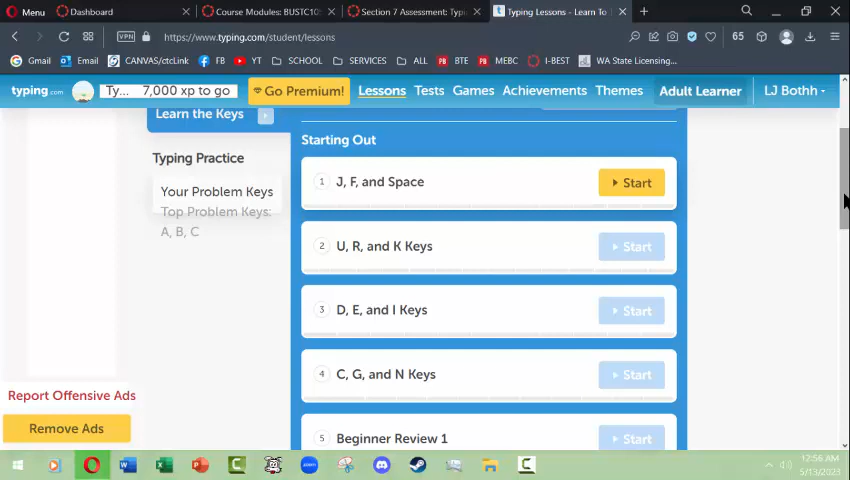 Menu
Dashboard
Course Modules: BUSTC105
Section 7 Assessment: Typi
Typing Lessons - Learn To
VPN
https://www.typing.com/student/lessons
65
Gmail
Email
CANVAS/ctcLink
FB
YT
SCHOOL
SERVICES
ALL
BTE
MEBC
I-BEST
WA State Licensing...
typing.com
Ty...
7,000 xp to go
Go Premium!
Lessons
Tests
Games
Achievements
Themes
Adult Learner
LJ Bothh
Learn the Keys
Typing Practice
Your Problem Keys
Top Problem Keys:
A, B, C
Starting Out
1 J, F, and Space Start
2 U, R, and K Keys Start
3 D, E, and I Keys Start
4 C, G, and N Keys Start
5 Beginner Review 1 Start
Report Offensive Ads
Remove Ads
12:56 AM
5/13/2023